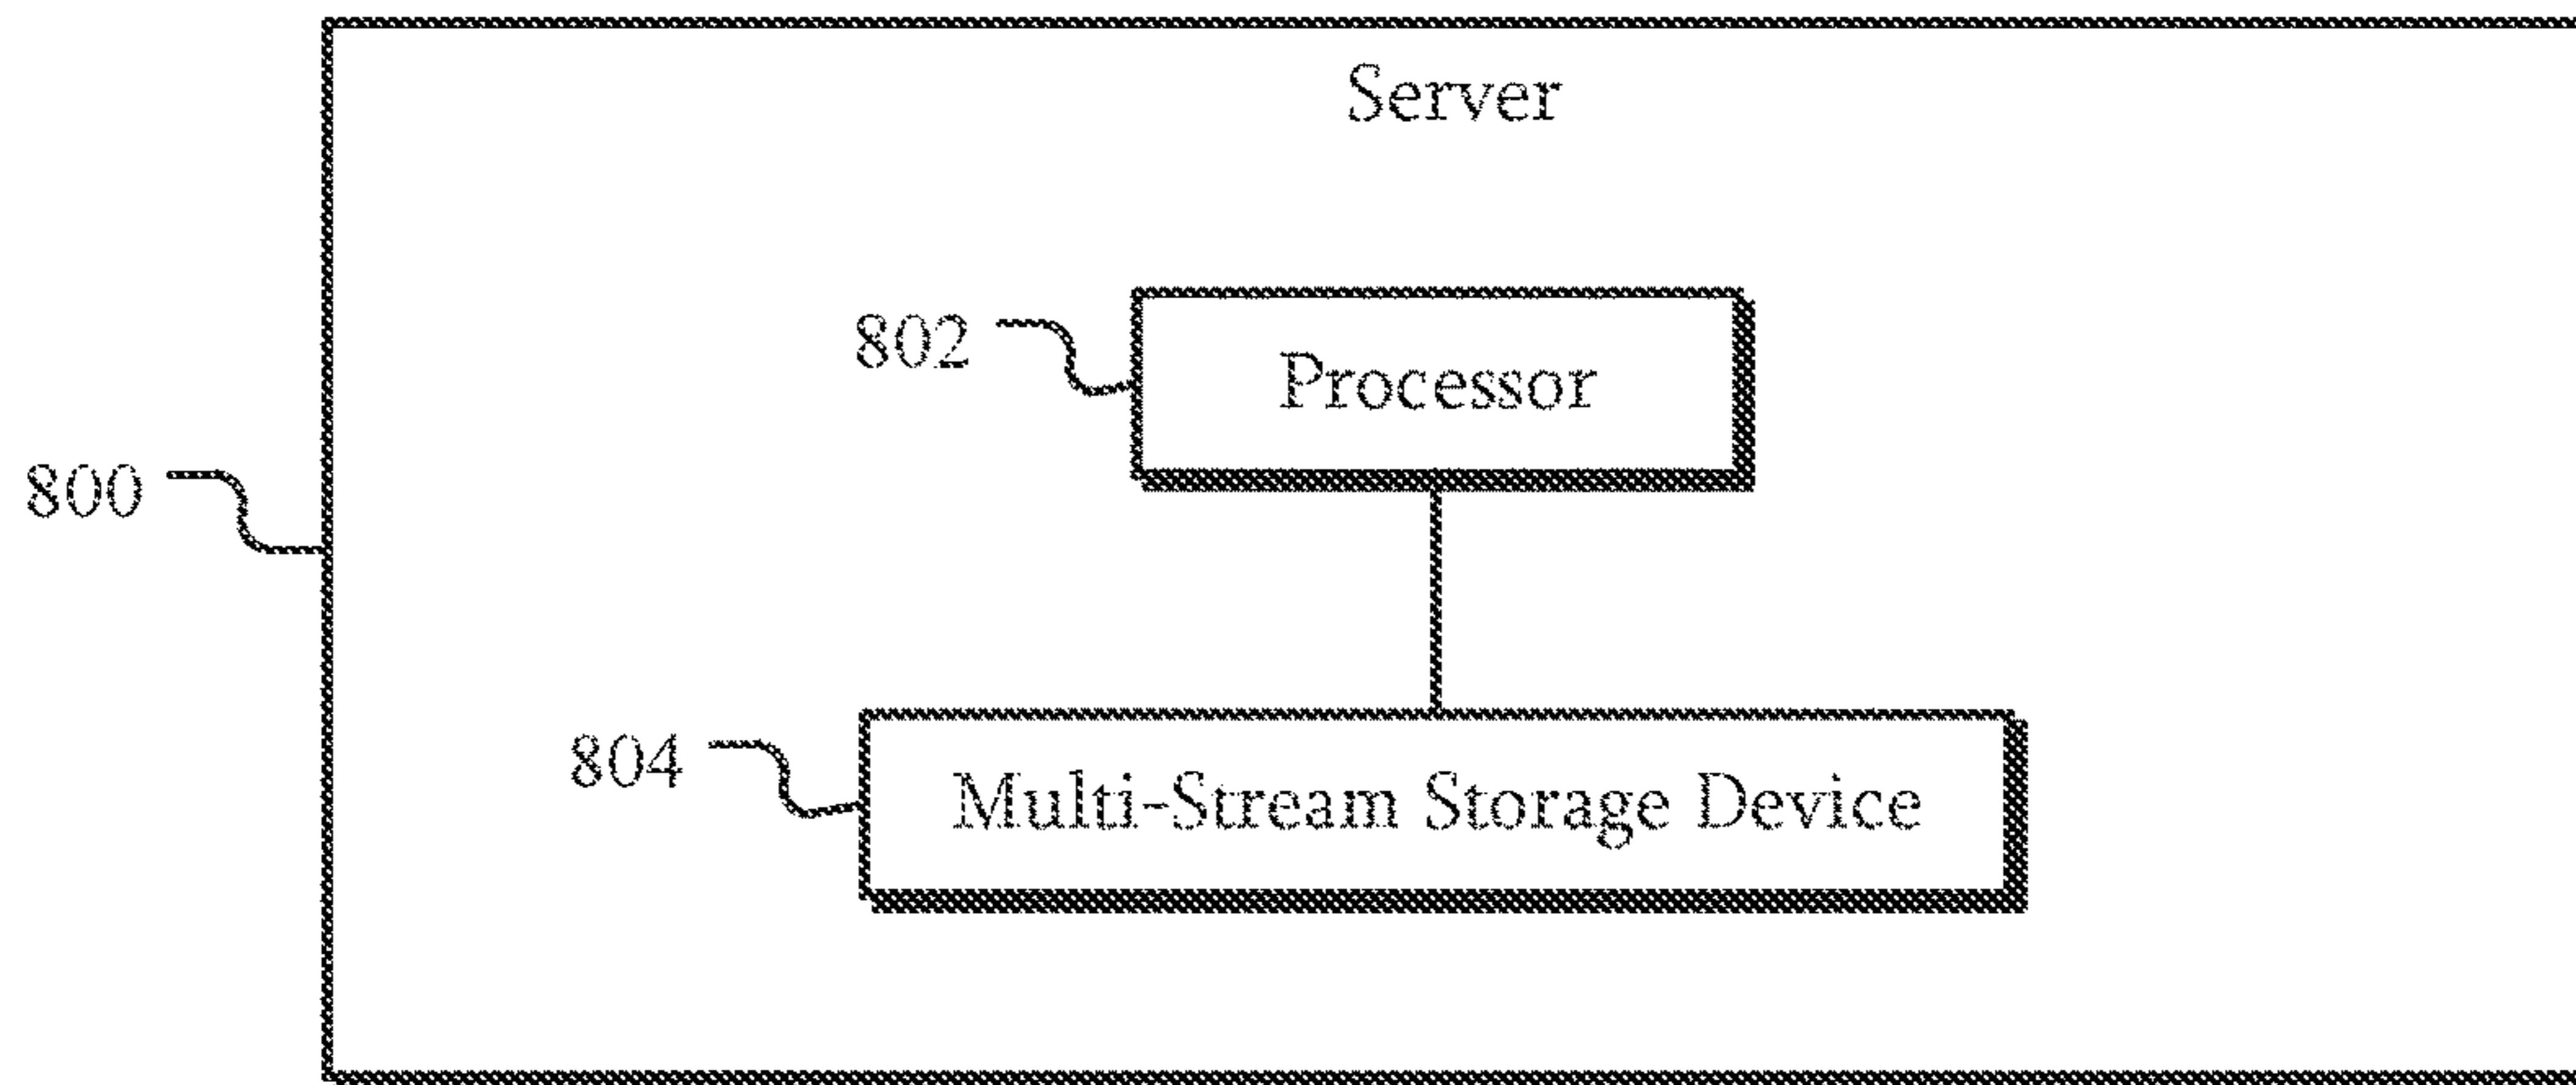 Server
802
Processor
800
804
Multi-Stream Storage Device